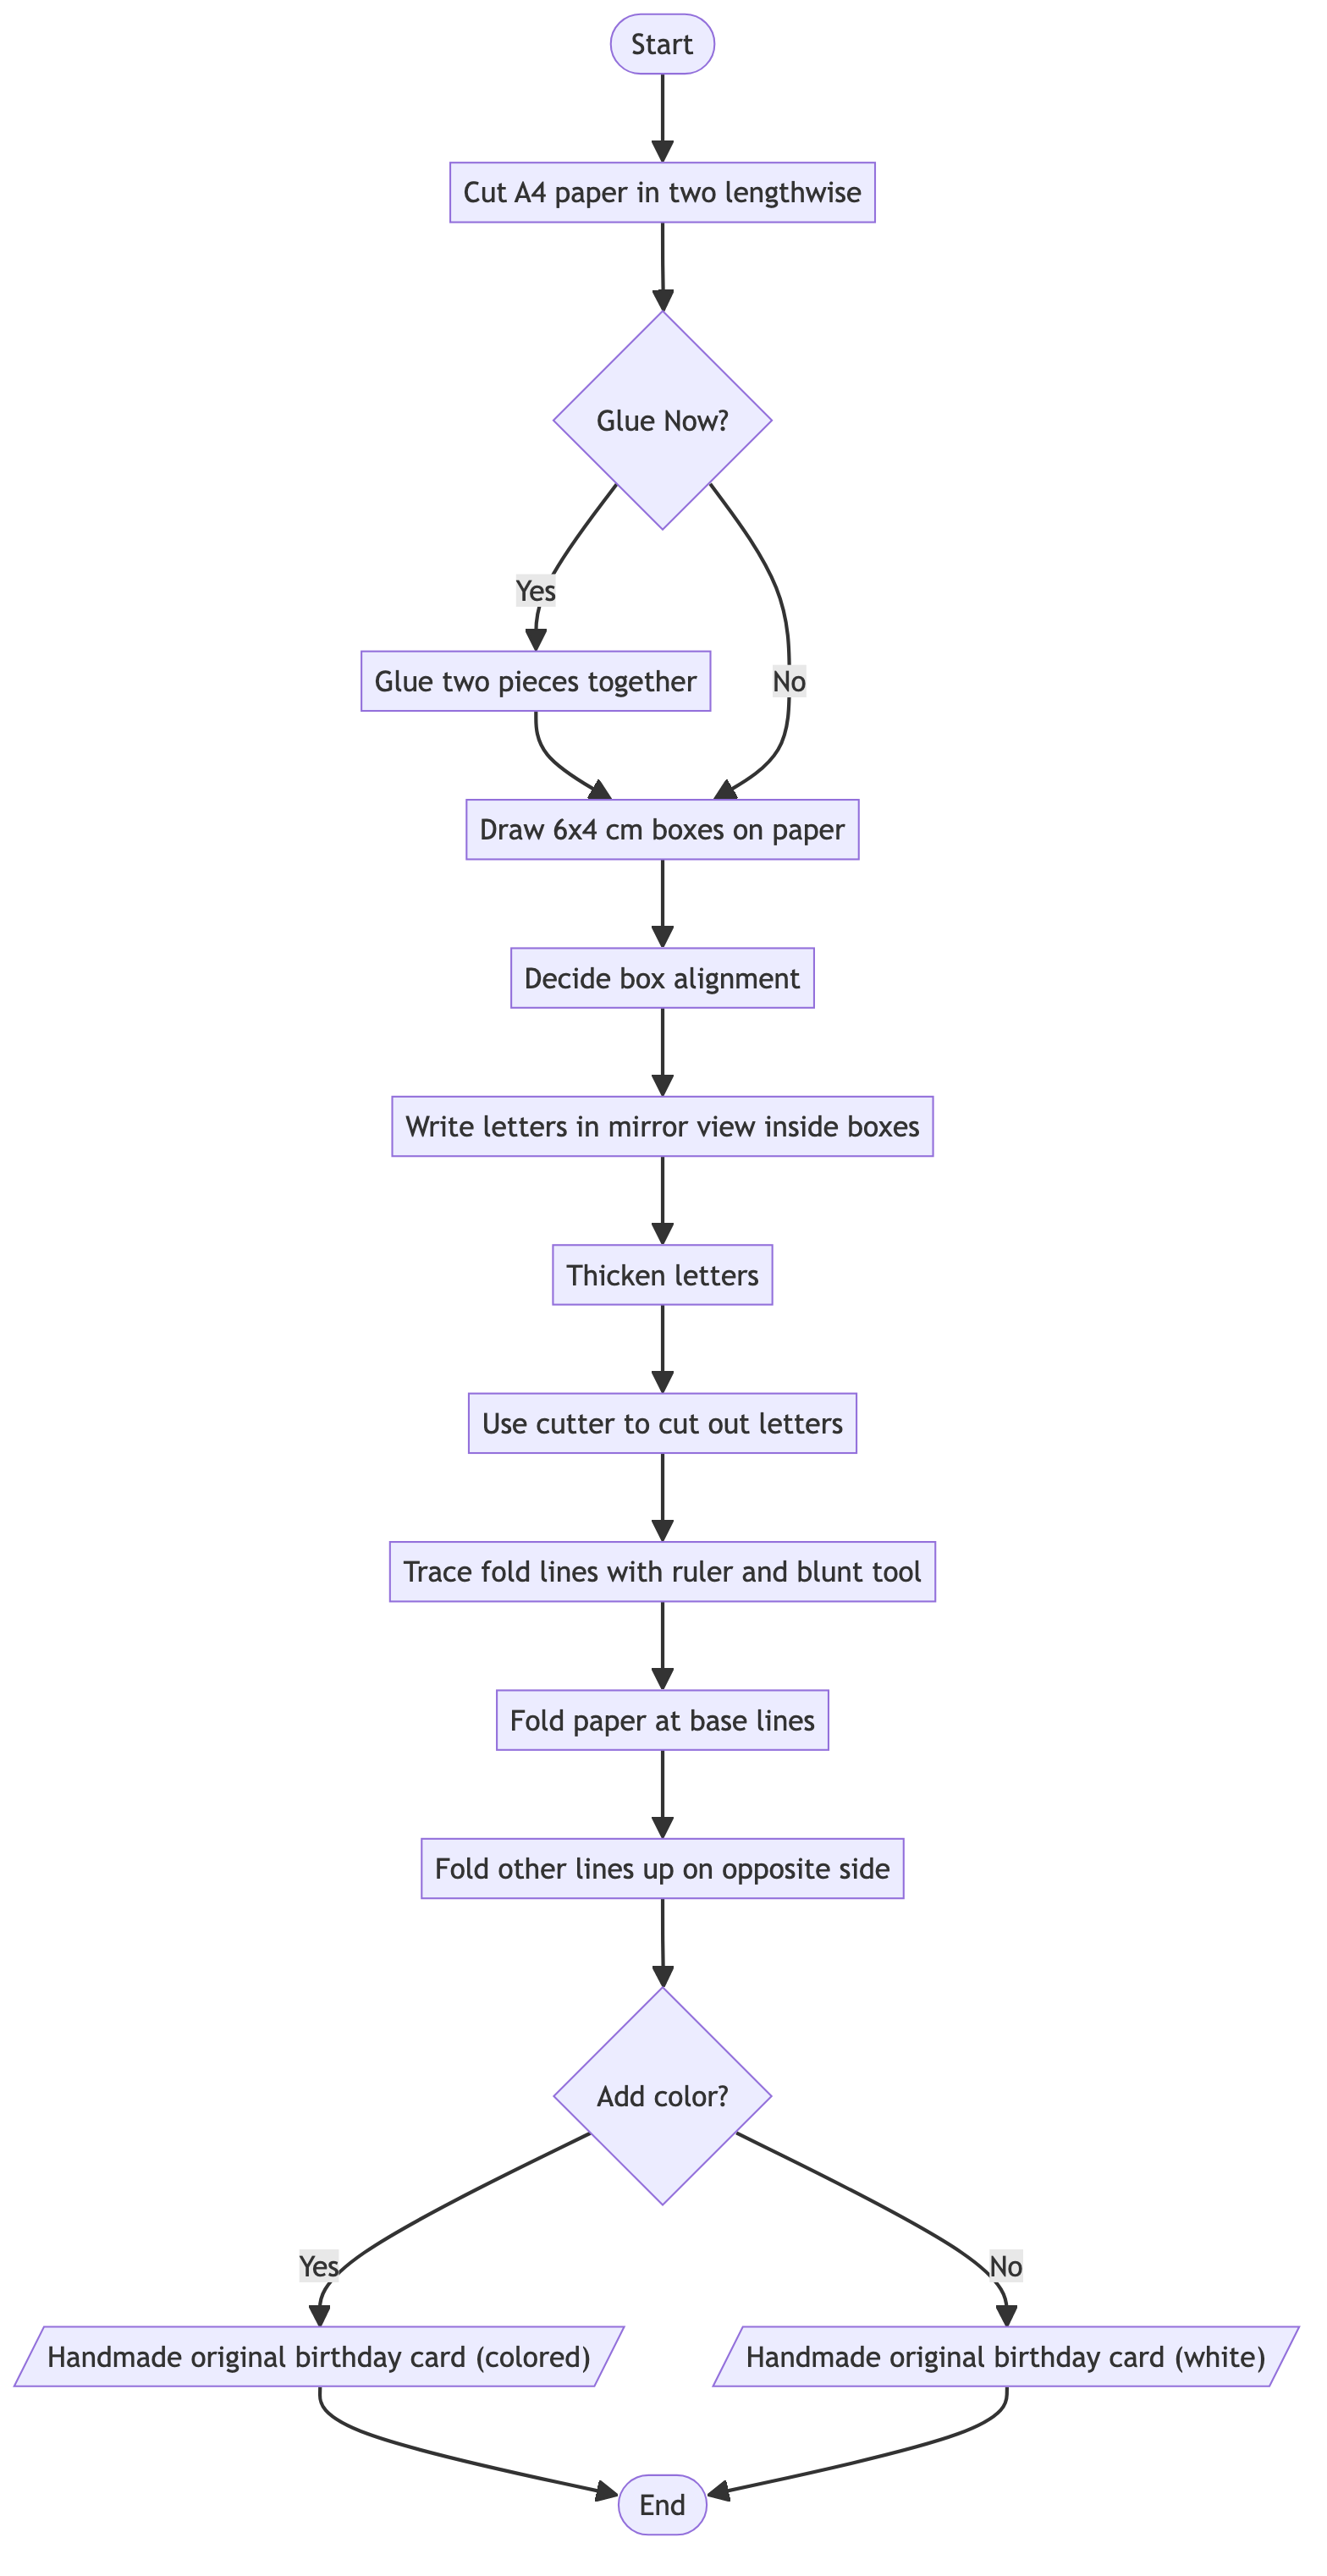 Start
Cut A4 paper in two lengthwise
Glue Now?
Yes
Glue two pieces together
No
Draw 6x4 cm boxes on paper
Decide box alignment
Write letters in mirror view inside boxes
Thicken letters
Use cutter to cut out letters
Trace fold lines with ruler and blunt tool
Fold paper at base lines
Fold other lines up on opposite side
Add color?
Yes
No
Handmade original birthday card (colored)
Handmade original birthday card (white)
End